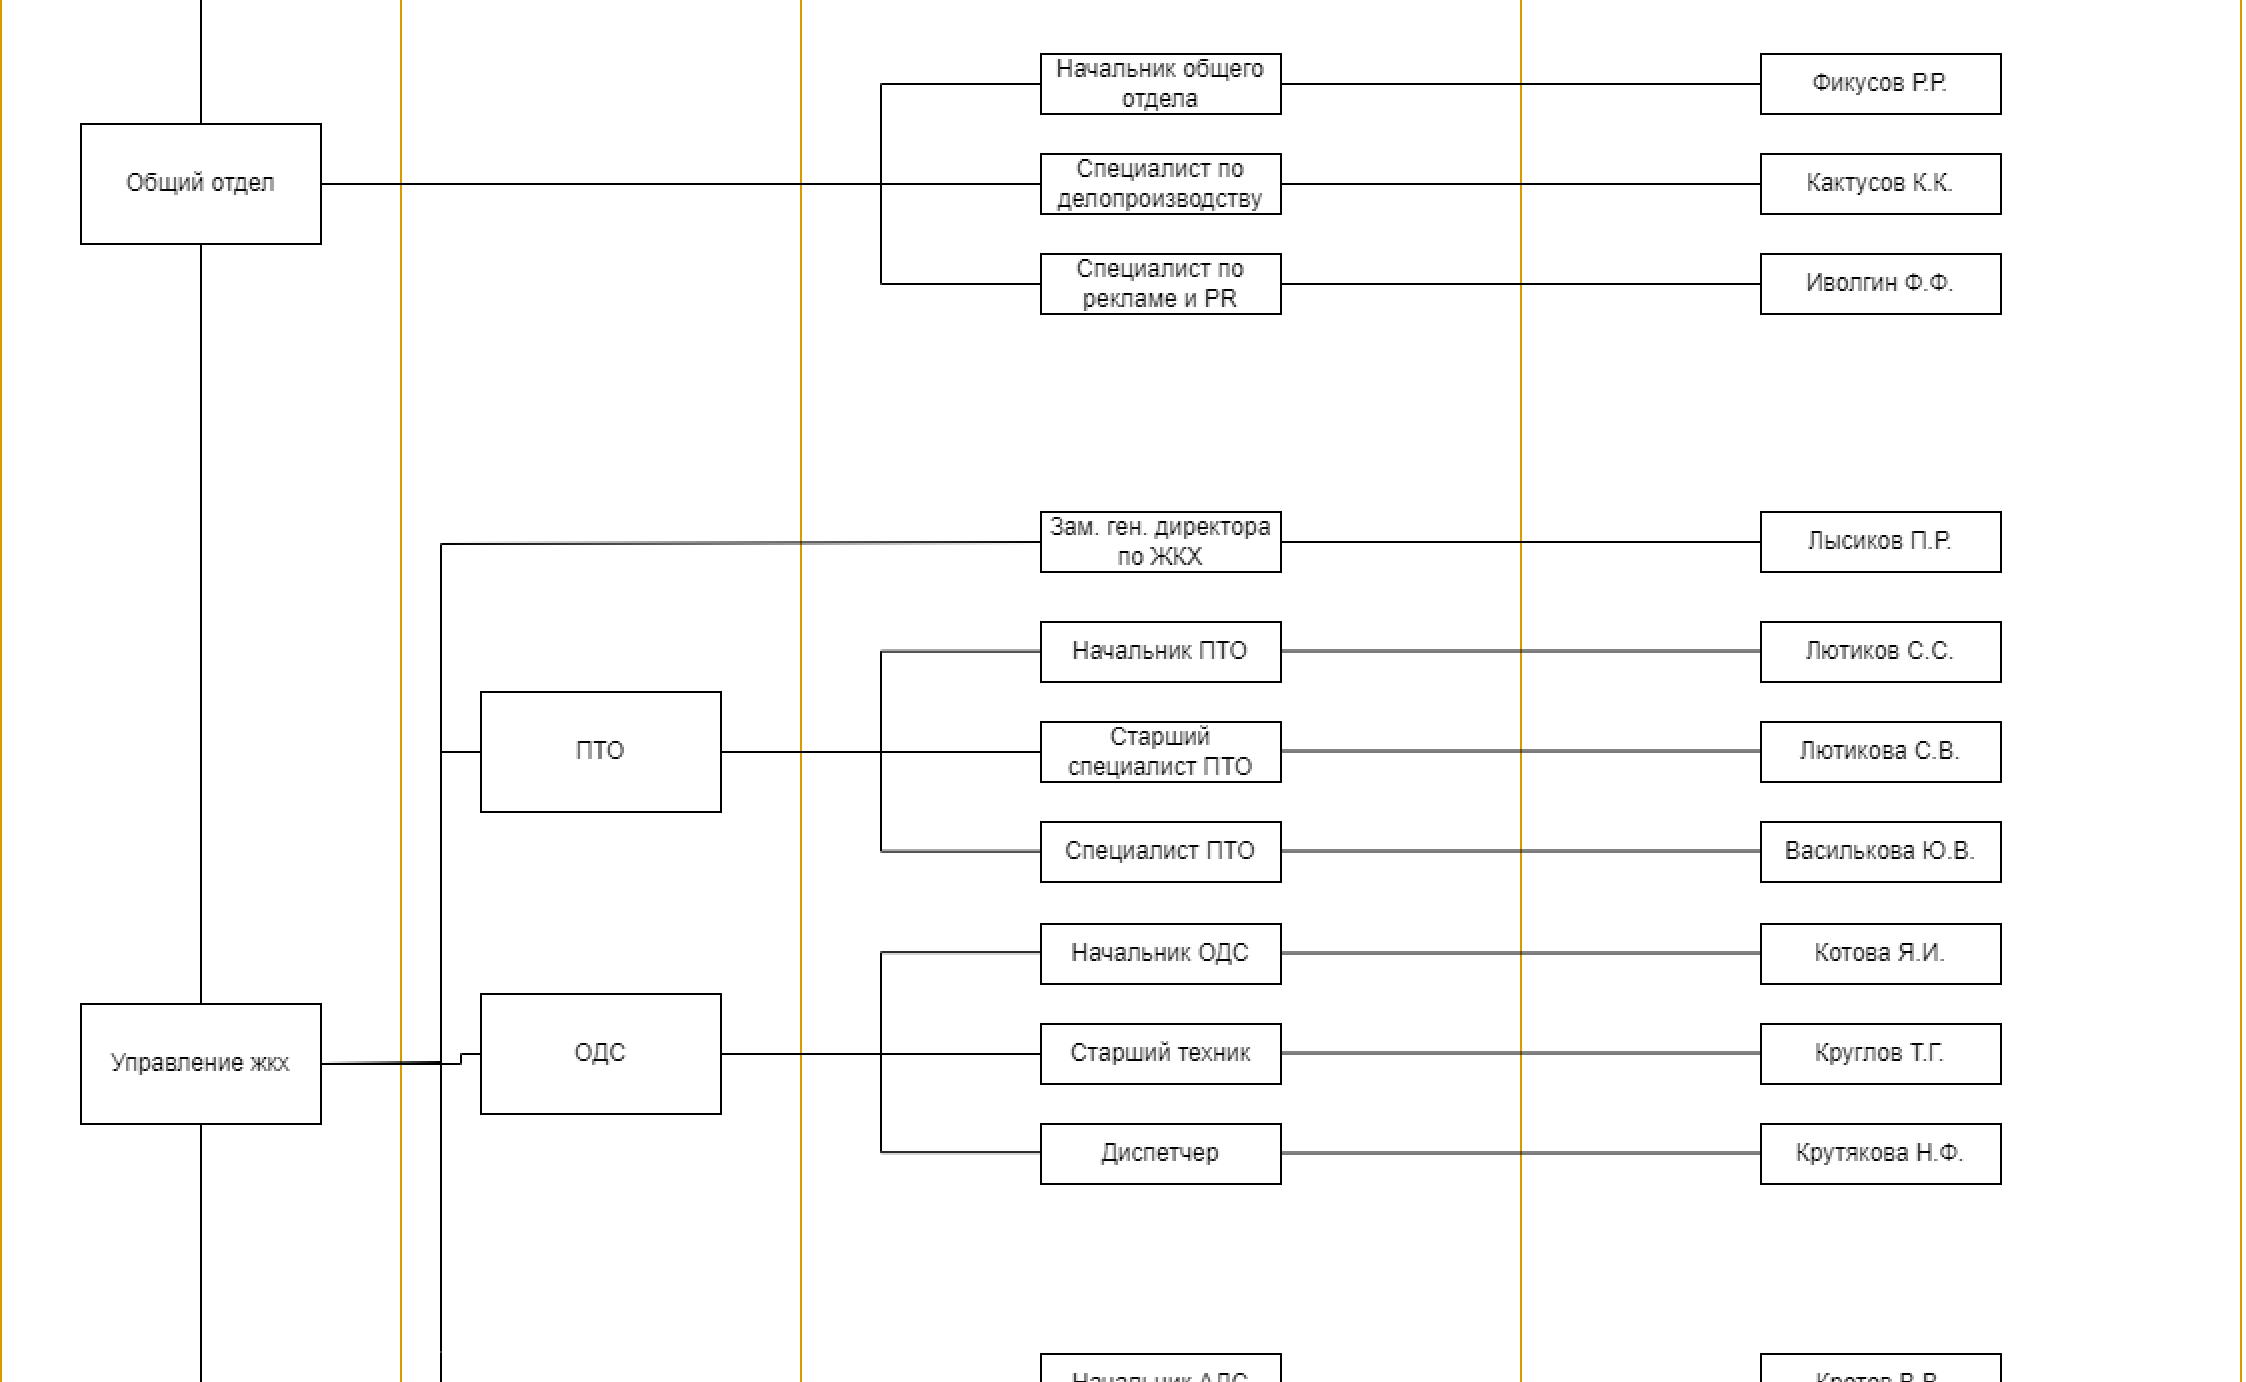 Начальник общего
отдела
Фикусов Р.Р.
Общий отдел
Специалист по
делопроизводству
Кактусов К.К.
Специалист по
рекламе и PR
Иволгин Ф.Ф.
Зам. ген. директора
по ЖКХ
Лысиков П.Р.
Начальник ПТО
Лютиков С.С.
ПТО
Старший
специалист ПТО
Лютикова С.В.
Специалист ПТО
Василькова Ю.В.
Начальник ОДС
Котова Я.И.
Управление жкх
ОДС
Старший техник
Круглов Т.Г.
Диспетчер
Крутякова Н.Ф.
Начальник АДС